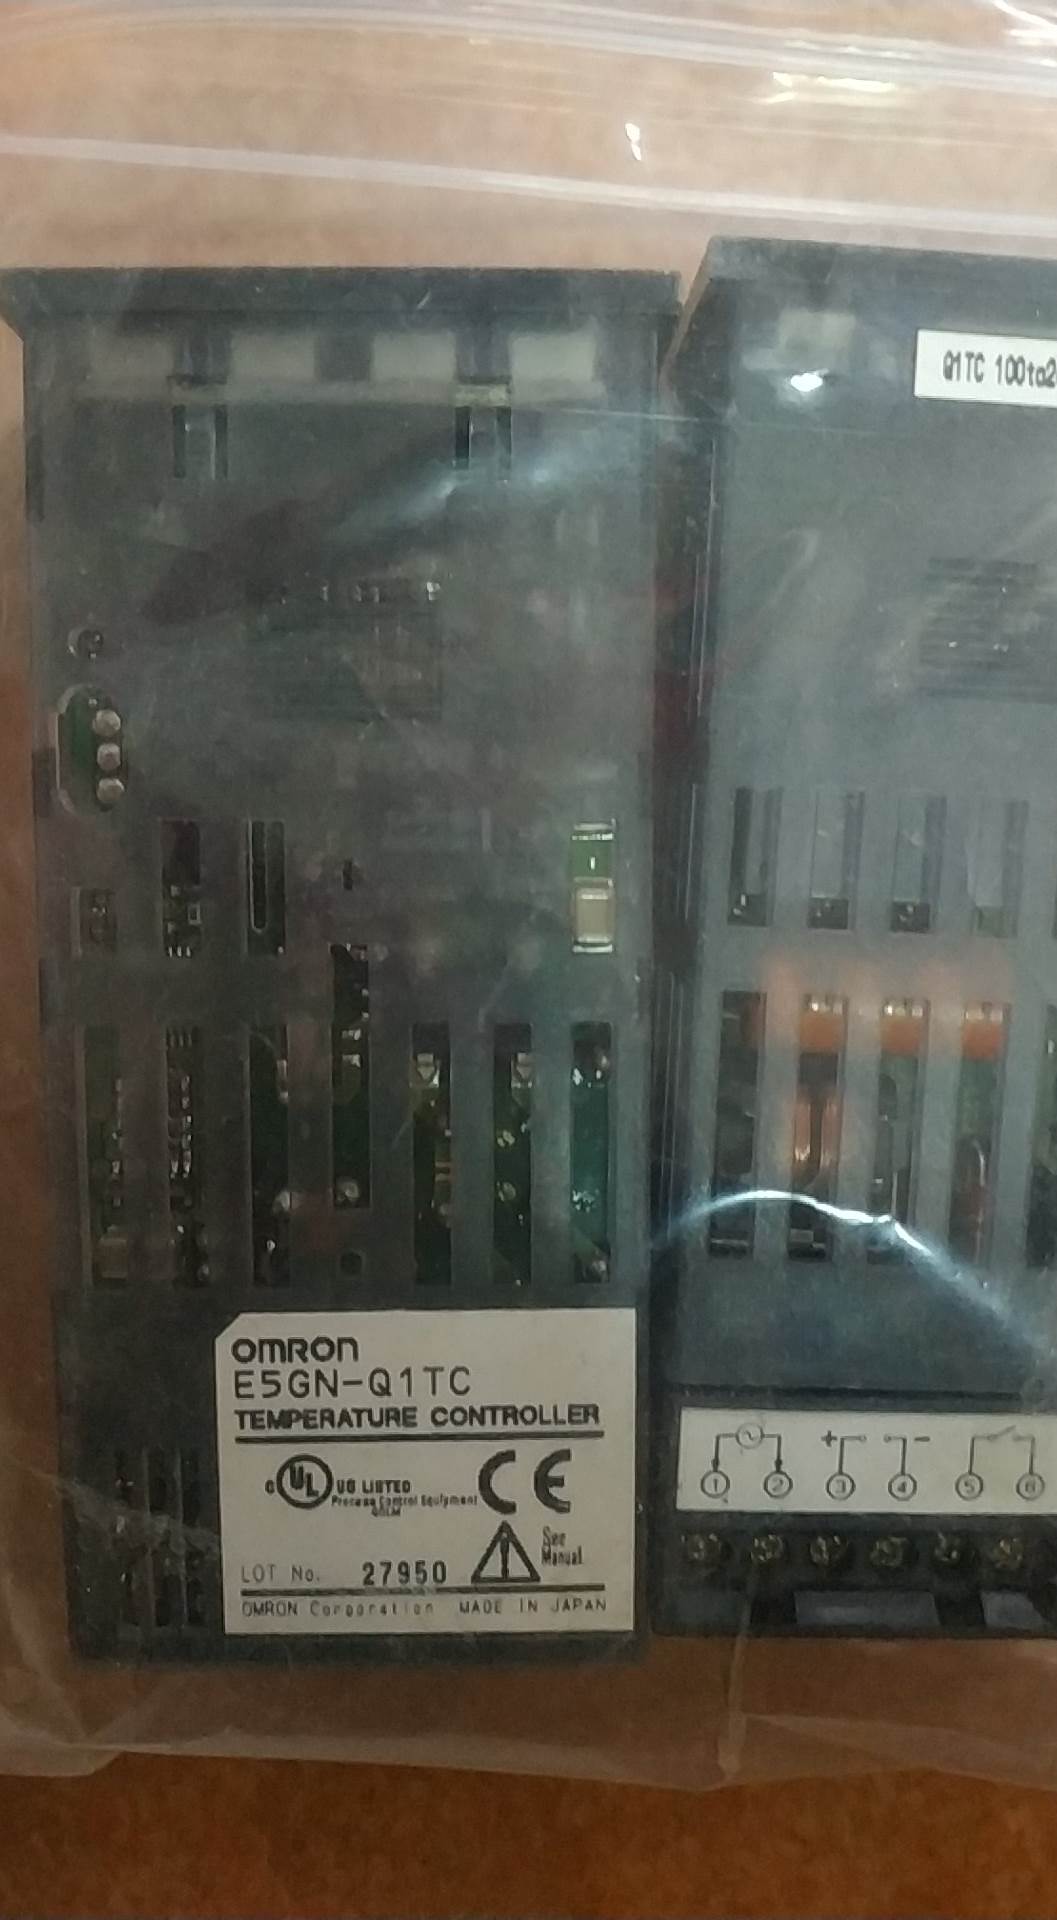 Q1TC 100to2
OMRON
E5GN-Q1TC
TEMPERATURE CONTROLLER
C UL US LISTED
Process Control Equipment
CE
See
Manual.
LOT No. 27950
OMRON Corporation MADE IN JAPAN
+ -
1 2 3 4 5 6